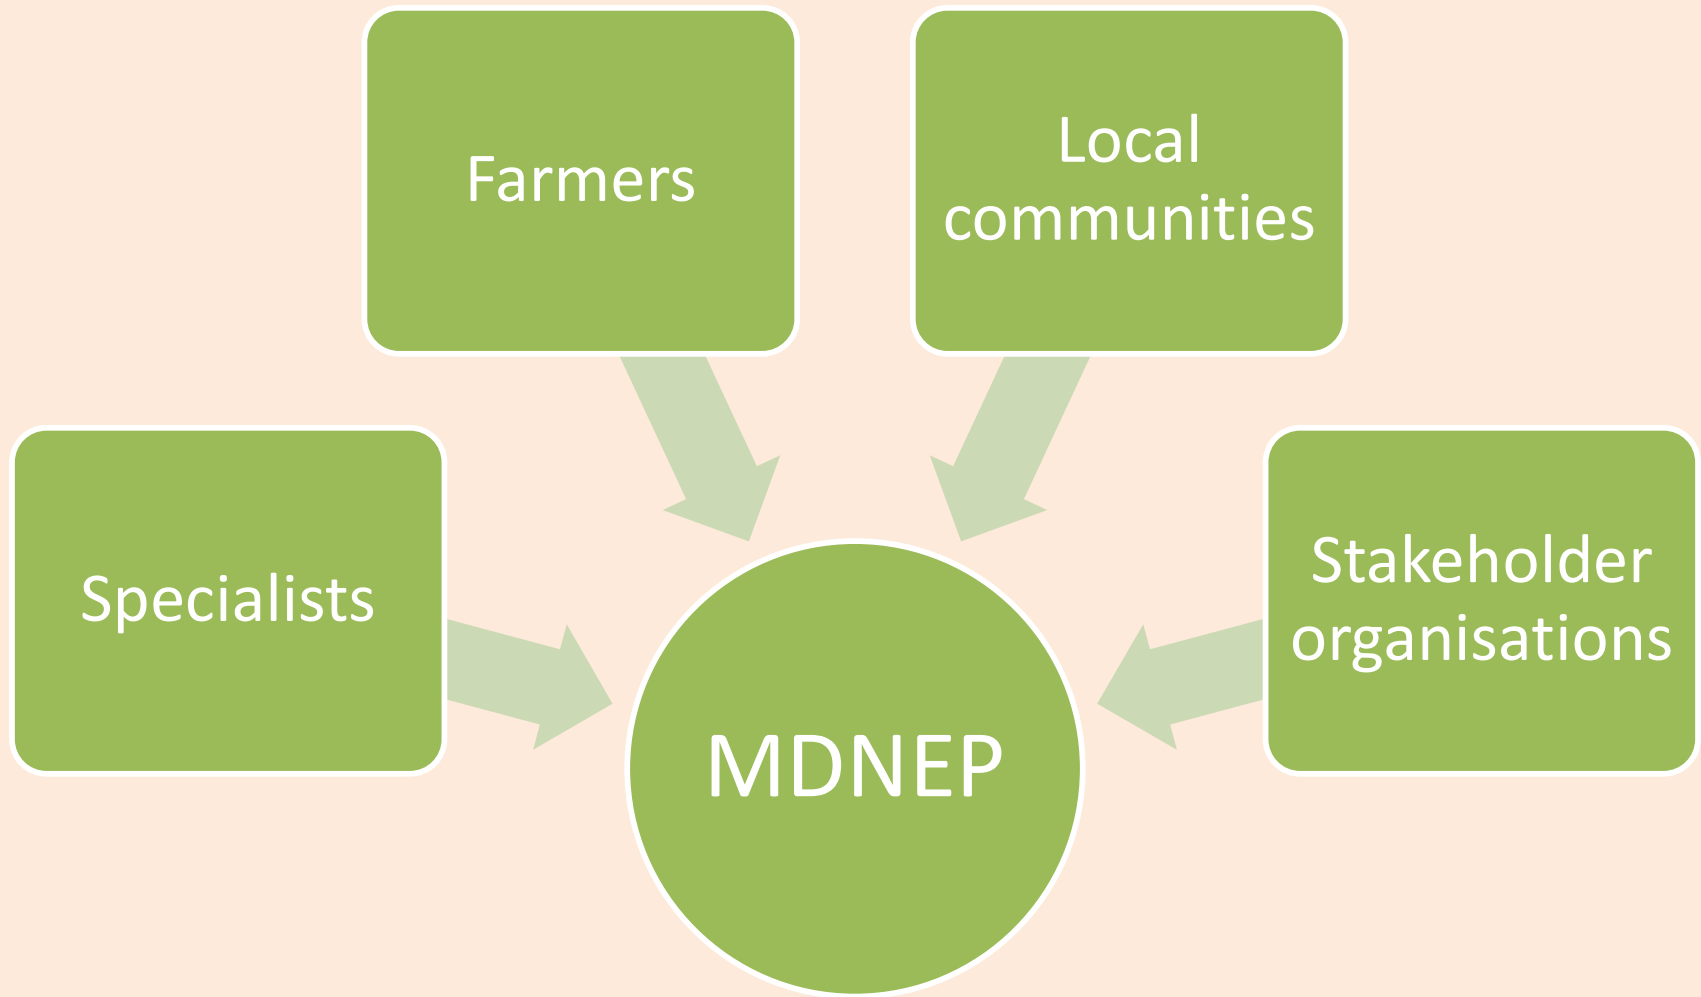 Farmers
Local
communities
Specialists
Stakeholder
organisations
MDNEP